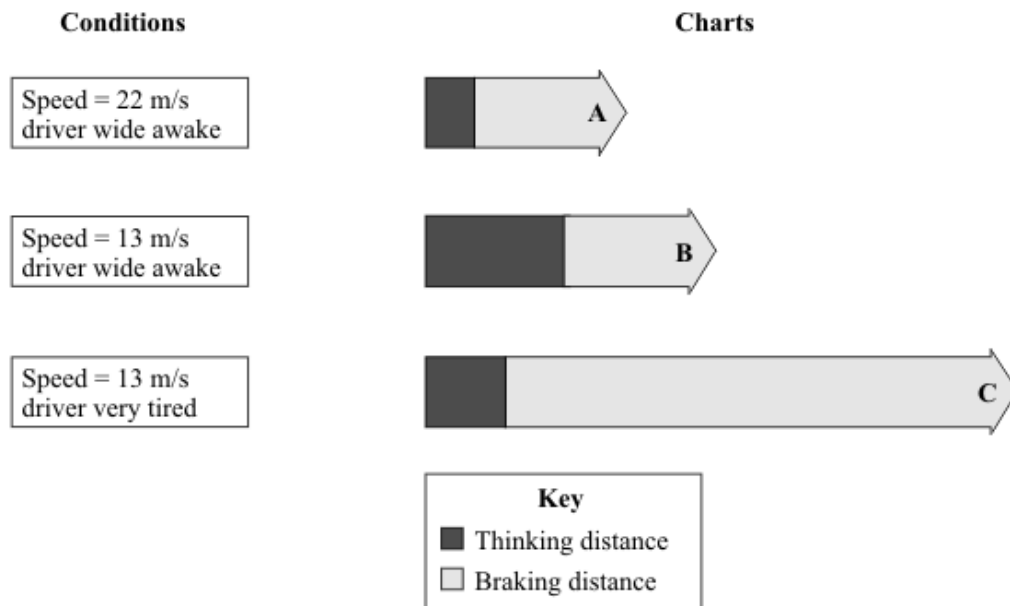 Conditions
Charts
Speed = 22 m/s
driver wide awake
A
Speed = 13 m/s
driver wide awake
B
Speed = 13 m/s
driver very tired
C
Key
Thinking distance
Braking distance